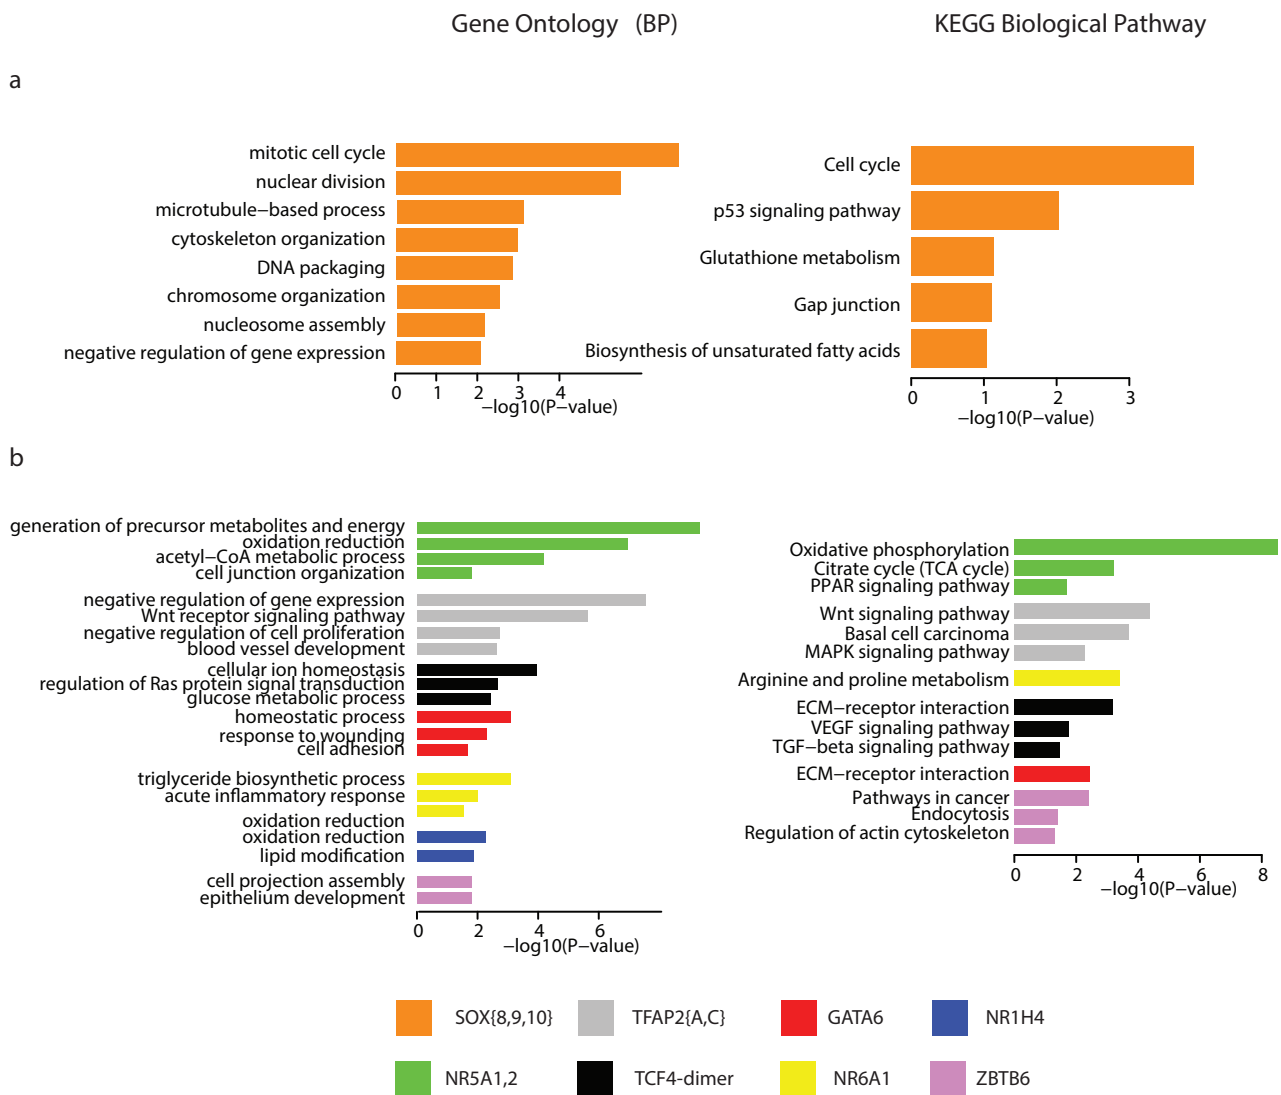 Gene Ontology (BP)
KEGG Biological Pathway
a
mitotic cell cycle
nuclear division
microtubule−based process
cytoskeleton organization
DNA packaging
chromosome organization
nucleosome assembly
negative regulation of gene expression
0 1 2 3 4
−log10(P−value)
Cell cycle
p53 signaling pathway
Glutathione metabolism
Gap junction
Biosynthesis of unsaturated fatty acids
0 1 2 3
−log10(P−value)
b
generation of precursor metabolites and energy
oxidation reduction
acetyl−CoA metabolic process
cell junction organization
negative regulation of gene expression
Wnt receptor signaling pathway
negative regulation of cell proliferation
blood vessel development
cellular ion homeostasis
regulation of Ras protein signal transduction
glucose metabolic process
homeostatic process
response to wounding
cell adhesion
triglyceride biosynthetic process
acute inflammatory response
oxidation reduction
oxidation reduction
lipid modification
cell projection assembly
epithelium development
0 2 4 6
−log10(P−value)
Oxidative phosphorylation
Citrate cycle (TCA cycle)
PPAR signaling pathway
Wnt signaling pathway
Basal cell carcinoma
MAPK signaling pathway
Arginine and proline metabolism
ECM−receptor interaction
VEGF signaling pathway
TGF−beta signaling pathway
ECM−receptor interaction
Pathways in cancer
Endocytosis
Regulation of actin cytoskeleton
0 2 4 6 8
−log10(P−value)
SOX{8,9,10} TFAP2{A,C} GATA6 NR1H4
NR5A1,2 TCF4-dimer NR6A1 ZBTB6